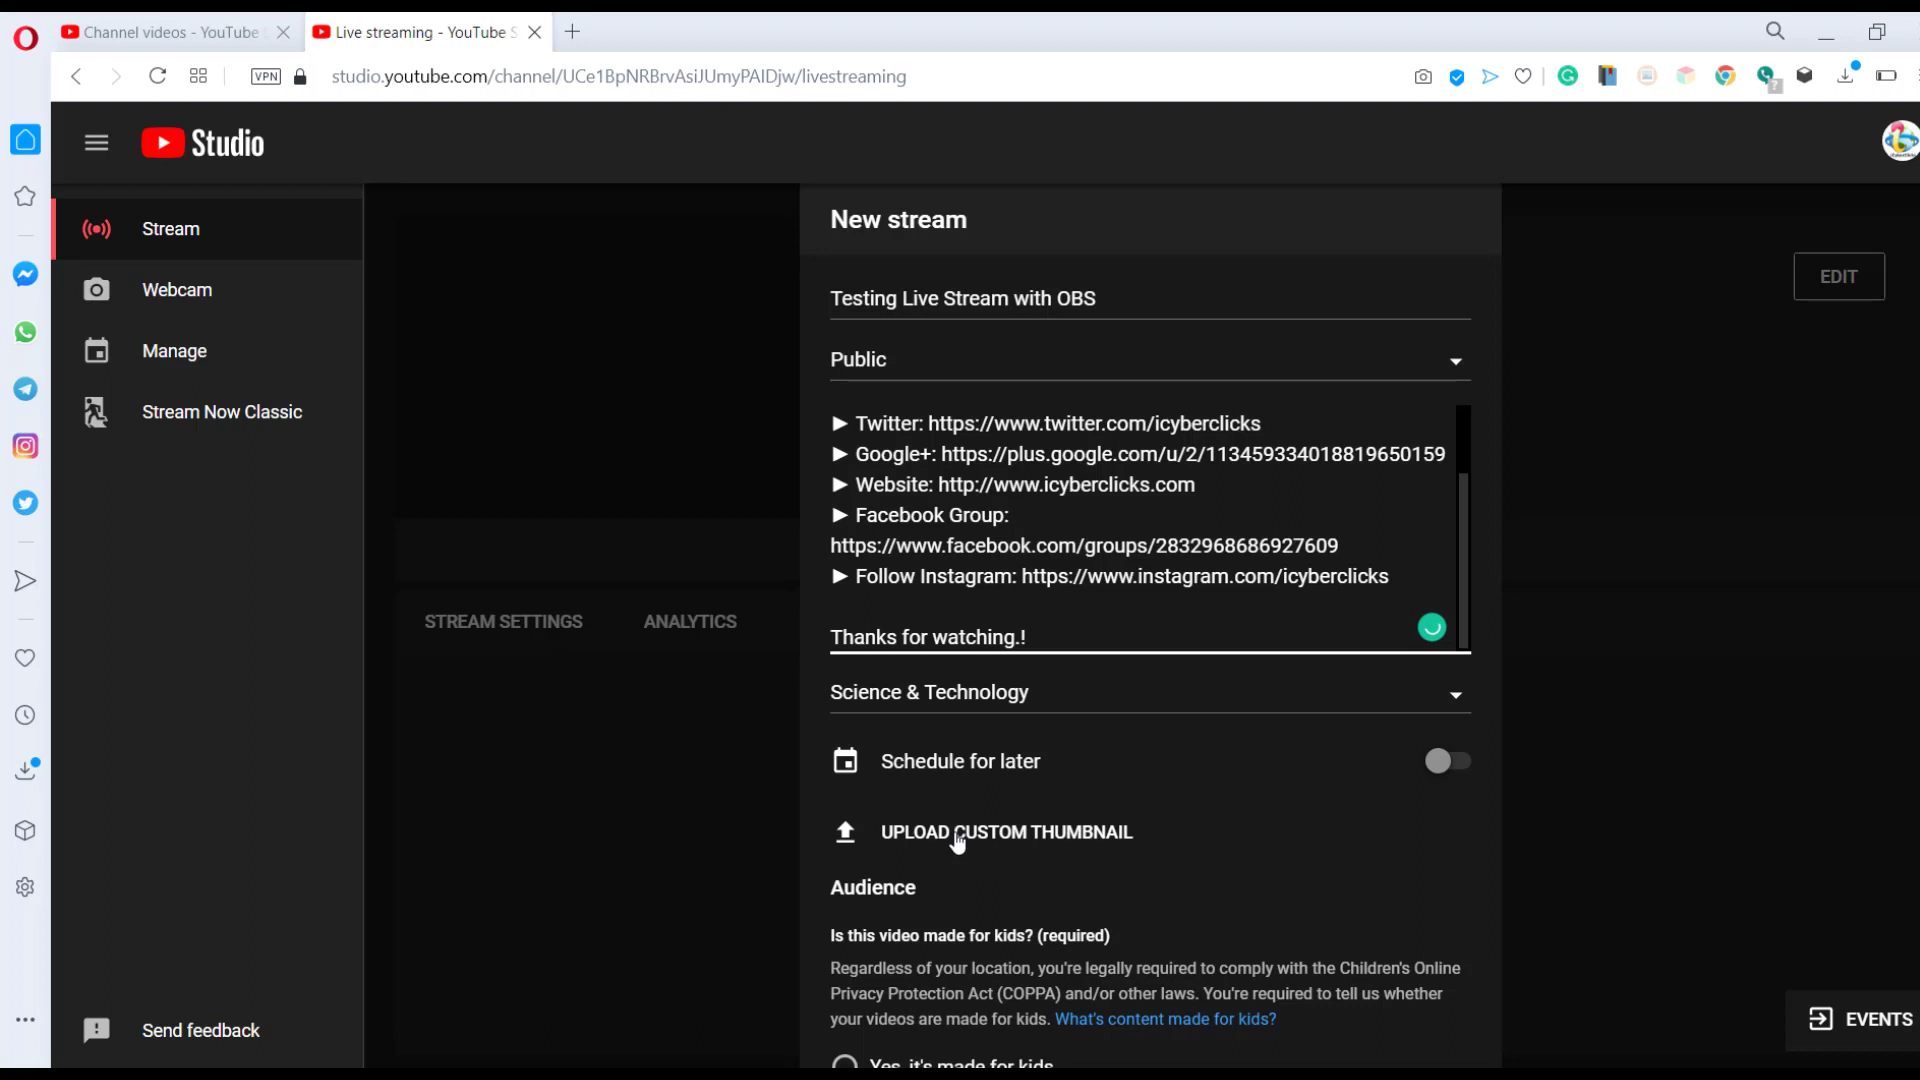 Channel videos - YouTube
Live streaming - YouTube S
VPN
studio.youtube.com/channel/UCe1BpNRBrvAsiJUmyPAIDjw/livestreaming
Studio
Stream
Webcam
Manage
Stream Now Classic
Send feedback
STREAM SETTINGS
ANALYTICS
EDIT
New stream
Testing Live Stream with OBS
Public
► Twitter: https://www.twitter.com/icyberclicks
► Google+: https://plus.google.com/u/2/113459334018819650159
► Website: http://www.icyberclicks.com
► Facebook Group:
https://www.facebook.com/groups/2832968686927609
► Follow Instagram: https://www.instagram.com/icyberclicks
Thanks for watching.!
Science & Technology
Schedule for later
UPLOAD CUSTOM THUMBNAIL
Audience
Is this video made for kids? (required)
Regardless of your location, you're legally required to comply with the Children's Online
Privacy Protection Act (COPPA) and/or other laws. You're required to tell us whether
your videos are made for kids. What's content made for kids?
Yes, it's made for kids
EVENTS